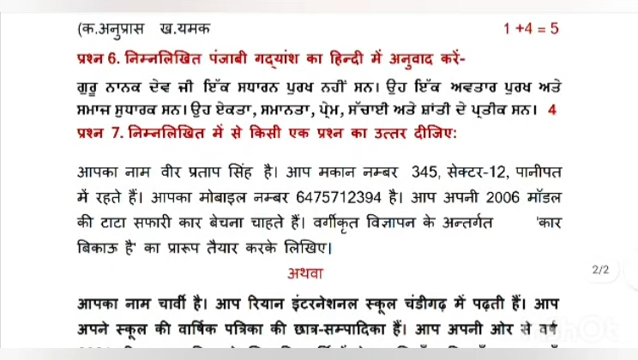 (क.अनुप्रास ख.यमक 1 +4 = 5
प्रश्न 6. निम्नलिखित पंजाबी गद्यांश का हिन्दी में अनुवाद करें-
ਗੁਰੂ ਨਾਨਕ ਦੇਵ ਜੀ ਇੱਕ ਸਧਾਰਨ ਪੁਰਖ ਨਹੀਂ ਸਨ। ਉਹ ਇੱਕ ਅਵਤਾਰ ਪੁਰਖ ਅਤੇ
ਸਮਾਜ ਸੁਧਾਰਕ ਸਨ। ਉਹ ਏਕਤਾ, ਸਮਾਨਤਾ, ਪ੍ਰੇਮ, ਸੱਚਾਈ ਅਤੇ ਸ਼ਾਂਤੀ ਦੇ ਪ੍ਰਤੀਕ ਸਨ। 4
प्रश्न 7. निम्नलिखित में से किसी एक प्रश्न का उत्तर दीजिए:
आपका नाम वीर प्रताप सिंह है। आप मकान नम्बर 345, सेक्टर-12, पानीपत
में रहते हैं। आपका मोबाइल नम्बर 6475712394 है। आप अपनी 2006 मॉडल
की टाटा सफारी कार बेचना चाहते हैं। वर्गीकृत विज्ञापन के अन्तर्गत 'कार
बिकाऊ है' का प्रारूप तैयार करके लिखिए।
2/2
अथवा
आपका नाम चार्वी है। आप रियान इंटरनेशनल स्कूल चंडीगढ़ में पढ़ती हैं। आप
अपने स्कूल की वार्षिक पत्रिका की छात्र-सम्पादिका हैं। आप अपनी ओर से वर्ष